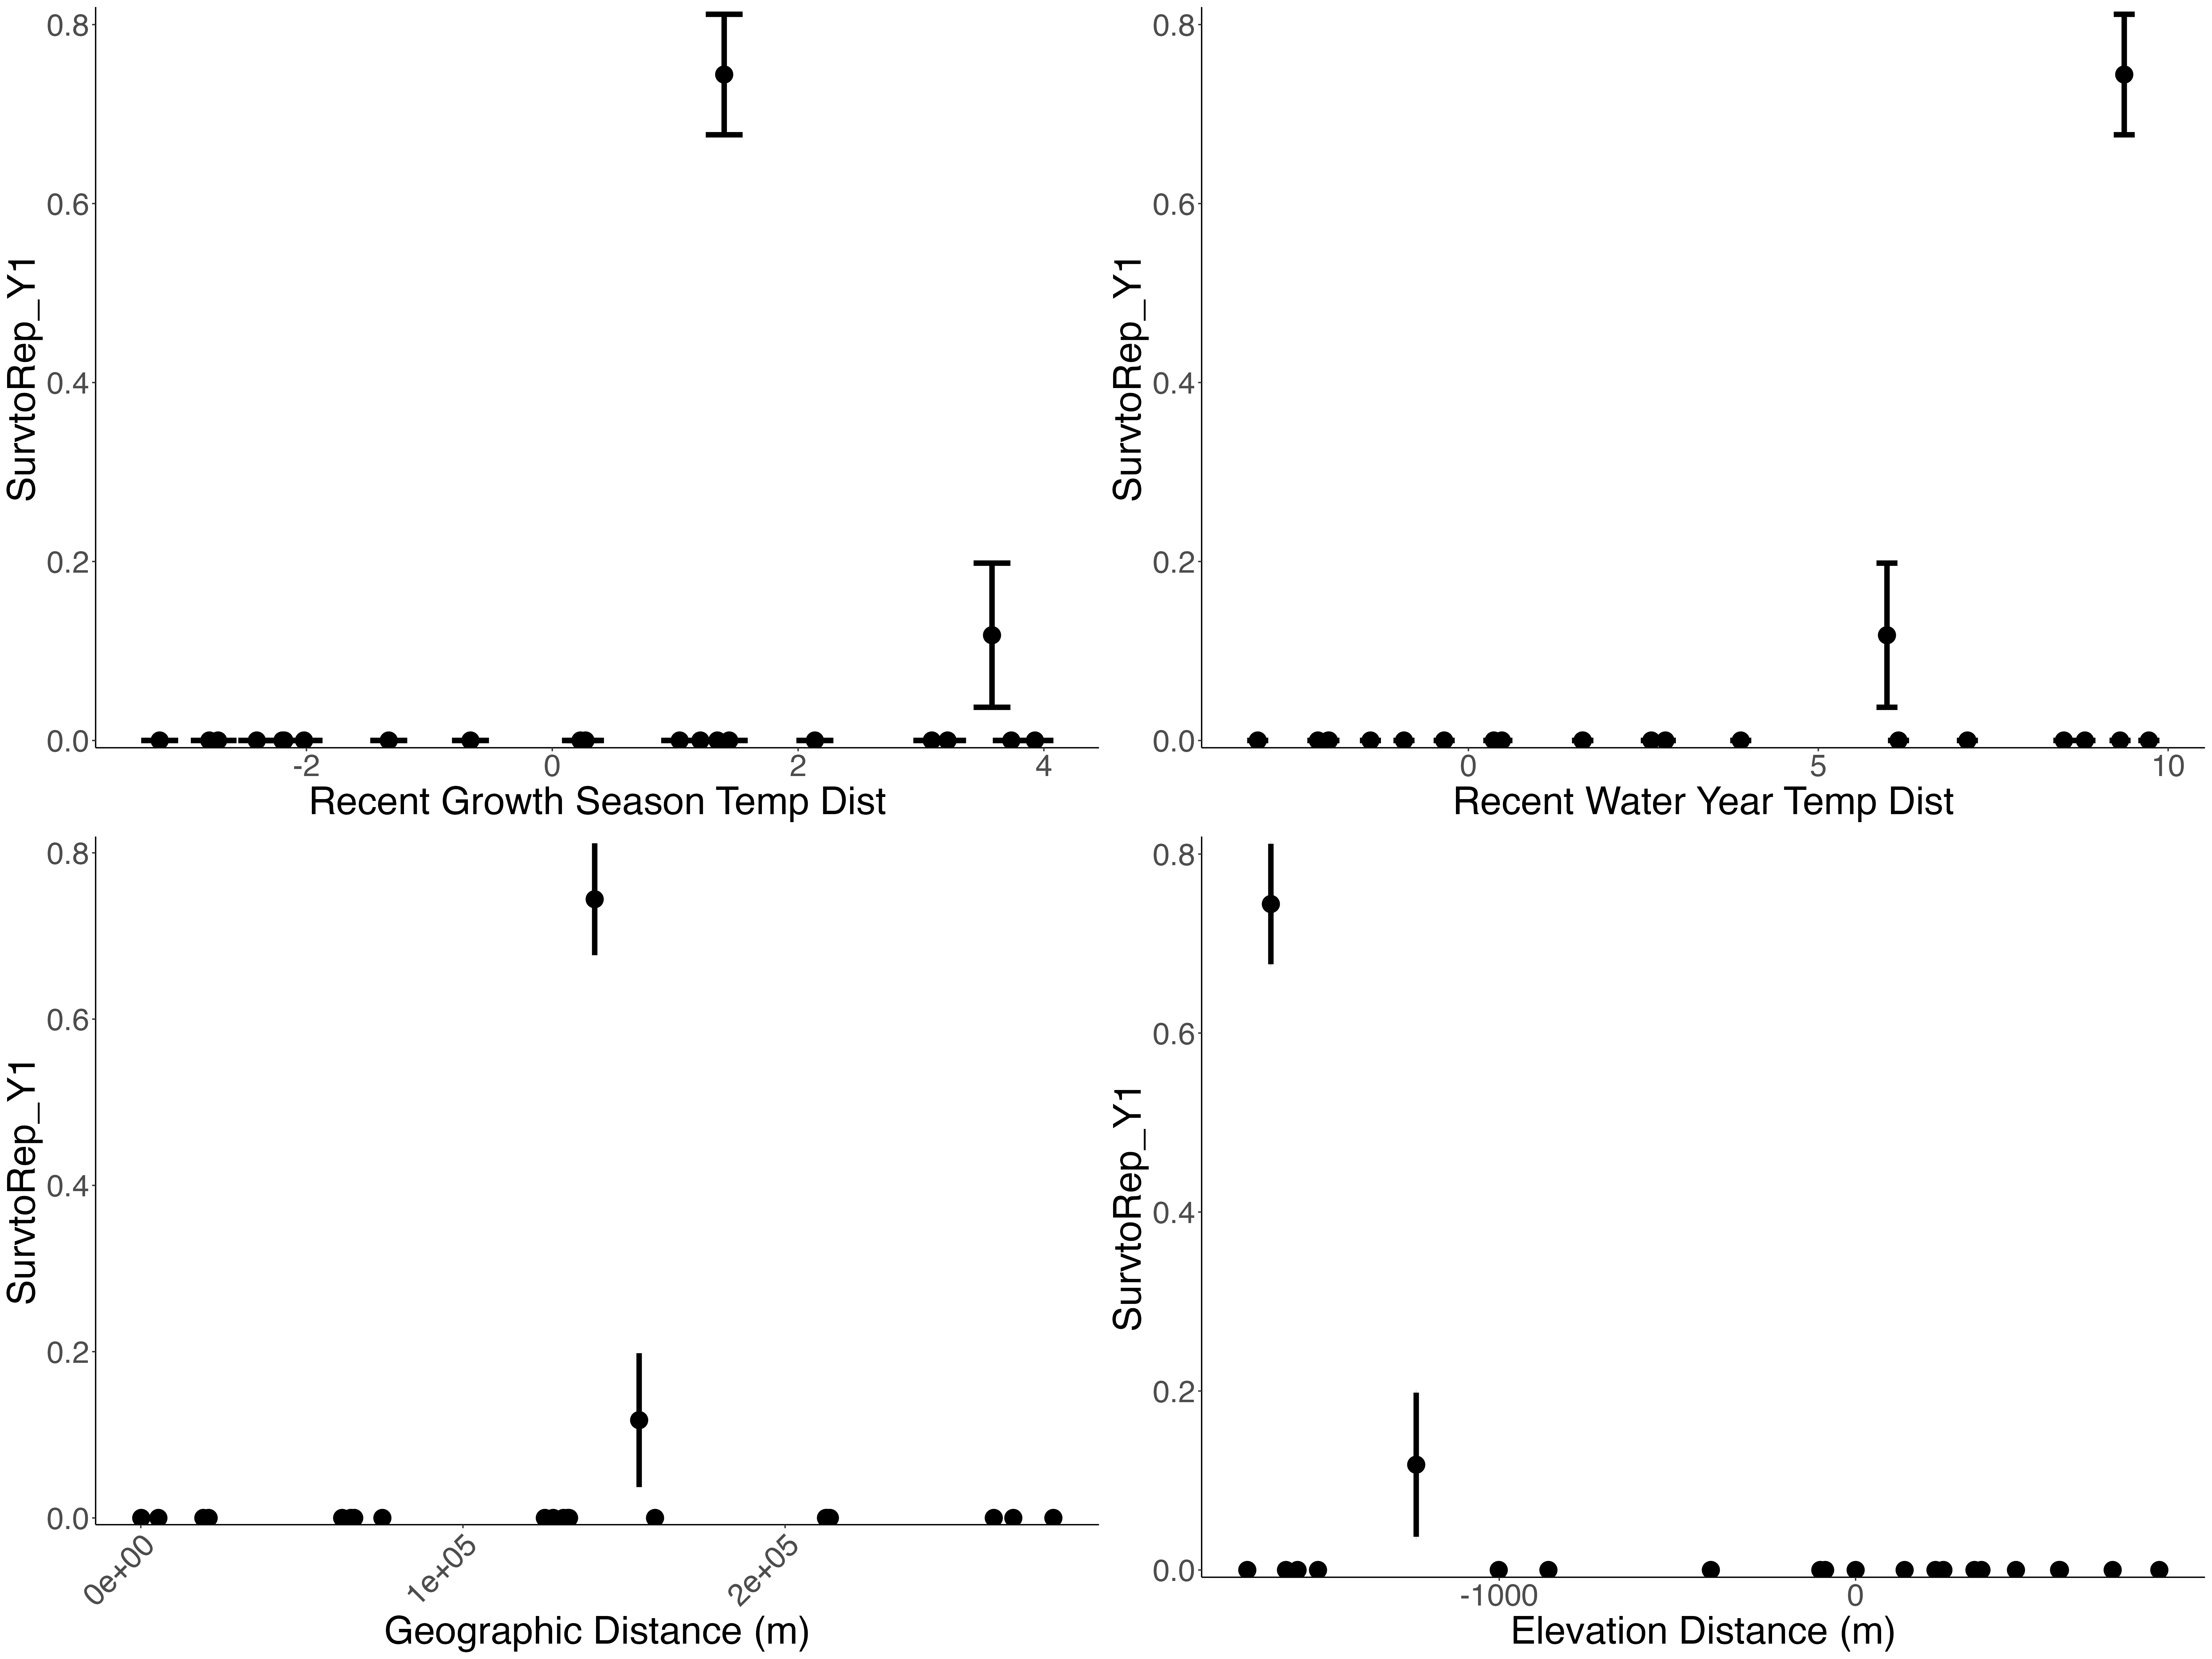 0.8
0.6
0.4
0.2
0.0
SurvtoRep_Y1
-2 0 2 4
Recent Growth Season Temp Dist
0.8
0.6
0.4
0.2
0.0
SurvtoRep_Y1
0 5 10
Recent Water Year Temp Dist
0.8
0.6
0.4
0.2
0.0
SurvtoRep_Y1
0e+00 1e+05 2e+05
Geographic Distance (m)
0.8
0.6
0.4
0.2
0.0
SurvtoRep_Y1
-1000 0
Elevation Distance (m)